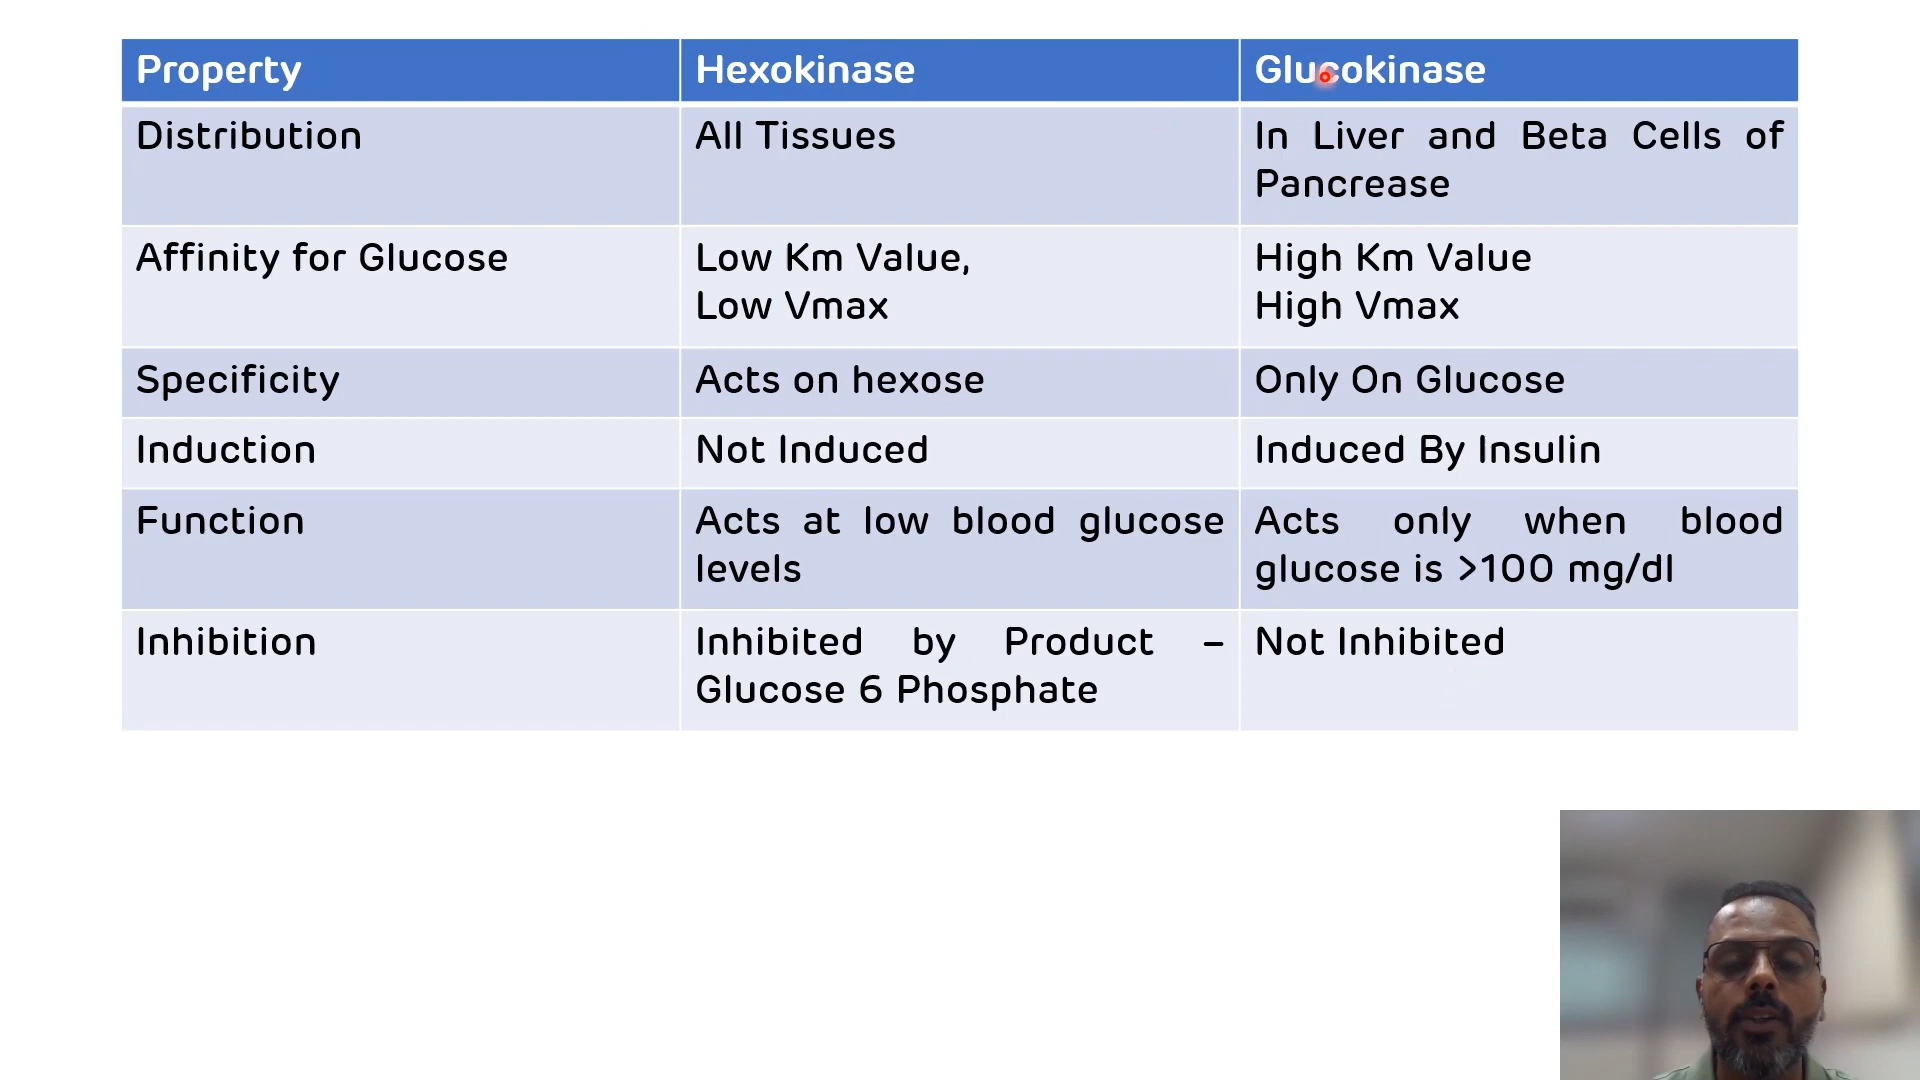 Property Hexokinase Glucokinase
Distribution All Tissues In Liver and Beta Cells of
Pancrease
Affinity for Glucose Low Km Value, High Km Value
Low Vmax High Vmax
Specificity Acts on hexose Only On Glucose
Induction Not Induced Induced By Insulin
Function Acts at low blood glucose Acts only when blood
levels glucose is >100 mg/dl
Inhibition Inhibited by Product – Not Inhibited
Glucose 6 Phosphate